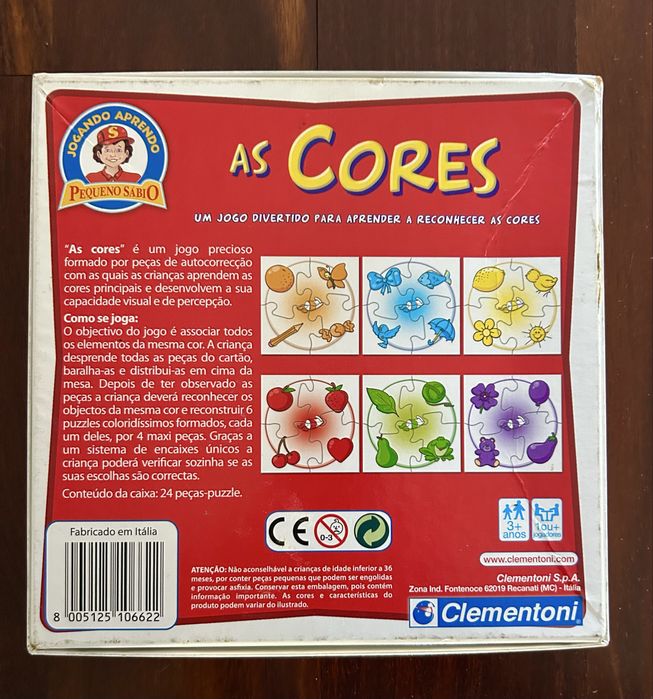 JOGANDO APRENDO
S
PEQUENO SÁBIO
AS CORES
UM JOGO DIVERTIDO PARA APRENDER A RECONHECER AS CORES
"As cores" é um jogo precioso
formado por peças de autocorrecção
com as quais as crianças aprendem as
cores principais e desenvolvem a sua
capacidade visual e de percepção.
Como se joga:
O objectivo do jogo é associar todos
os elementos da mesma cor. A criança
desprende todas as peças do cartão,
baralha-as e distribui-as em cima da
mesa. Depois de ter observado as
peças a criança deverá reconhecer os
objectos da mesma cor e reconstruir 6
puzzles coloridíssimos formados, cada
um deles, por 4 maxi peças. Graças a
um sistema de encaixes únicos a
criança poderá verificar sozinha se as
suas escolhas são correctas.
Conteúdo da caixa: 24 peças-puzzle.
Fabricado em Itália
8 005125 106622
CE
0-3
ATENÇÃO: Não aconselhável a crianças de idade inferior a 36
meses, por conter peças pequenas que podem ser engolidas
e provocar asfixia. Conservar esta embalagem, pois contém
informação importante. As cores e características do
produto podem variar do ilustrado.
3+
anos
1ou+
jogadores
www.clementoni.com
Clementoni S.p.A.
Zona Ind. Fontenoce 62019 Recanati (MC) - Itália
Clementoni